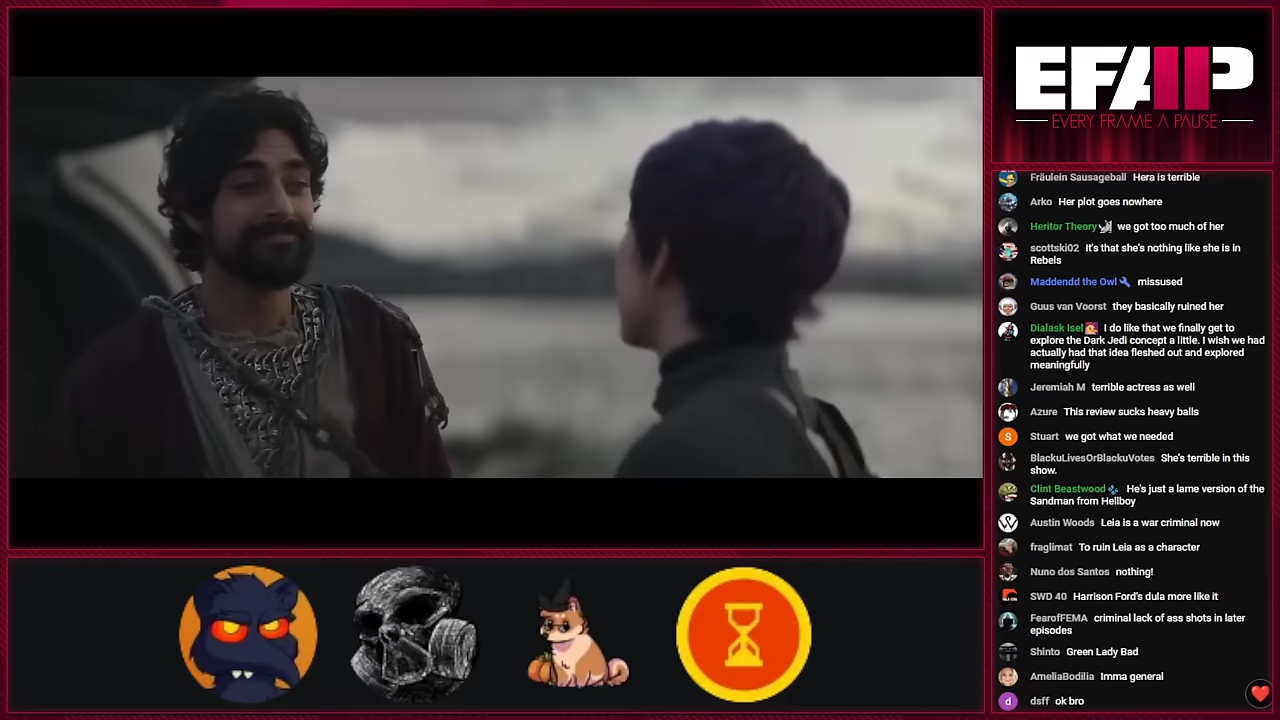 EFAP
EVERY FRAME A PAUSE
Fräulein Sausageball Hera is terrible
Arko Her plot goes nowhere
Heritor Theory we got too much of her
scottski02 It's that she's nothing like she is in
Rebels
Maddendd the Owl missused
Guus van Voorst they basically ruined her
Dialask Isel I do like that we finally get to
explore the Dark Jedi concept a little. I wish we had
actually had that idea fleshed out and explored
meaningfully
Jeremiah M terrible actress as well
Azure This review sucks heavy balls
S Stuart we got what we needed
BlackuLivesOrBlackuVotes She's terrible in this
show.
Clint Beastwood He's just a lame version of the
Sandman from Hellboy
Austin Woods Leia is a war criminal now
fraglimat To ruin Leia as a character
Nuno dos Santos nothing!
SWD 40 Harrison Ford's dula more like it
FearofFEMA criminal lack of ass shots in later
episodes
Shinto Green Lady Bad
AmeliaBodilia Imma general
d dsff ok bro